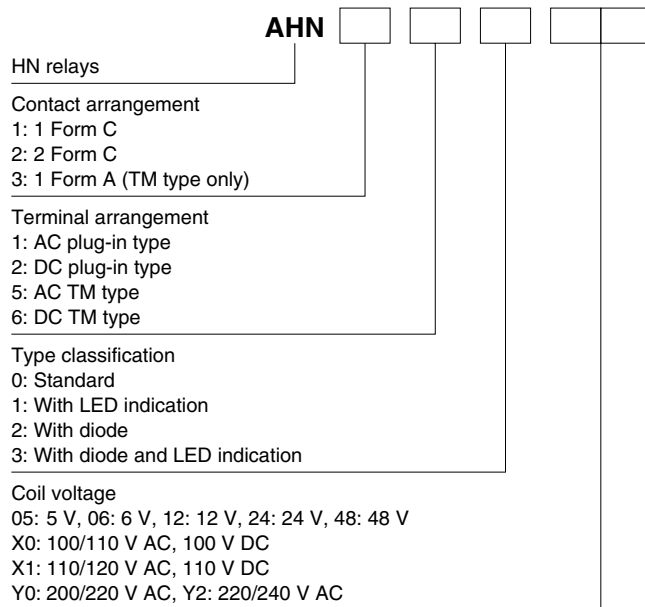 AHN
HN relays
Contact arrangement
1: 1 Form C
2: 2 Form C
3: 1 Form A (TM type only)
Terminal arrangement
1: AC plug-in type
2: DC plug-in type
5: AC TM type
6: DC TM type
Type classification
0: Standard
1: With LED indication
2: With diode
3: With diode and LED indication
Coil voltage
05: 5 V, 06: 6 V, 12: 12 V, 24: 24 V, 48: 48 V
X0: 100/110 V AC, 100 V DC
X1: 110/120 V AC, 110 V DC
Y0: 200/220 V AC, Y2: 220/240 V AC